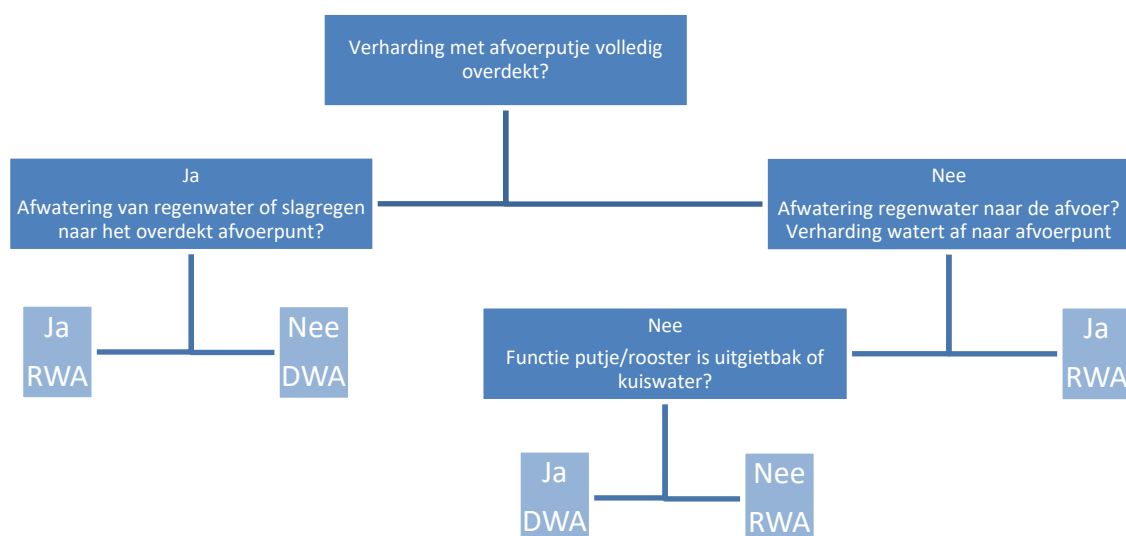 Verharding met afvoerputje volledig
overdekt?
Ja
Afwatering van regenwater of slagregen
naar het overdekt afvoerpunt?
Nee
Afwatering regenwater naar de afvoer?
Verharding watert af naar afvoerpunt
Ja
RWA
Nee
DWA
Nee
Functie putje/rooster is uitgietbak of
kuiswater?
Ja
RWA
Ja
DWA
Nee
RWA